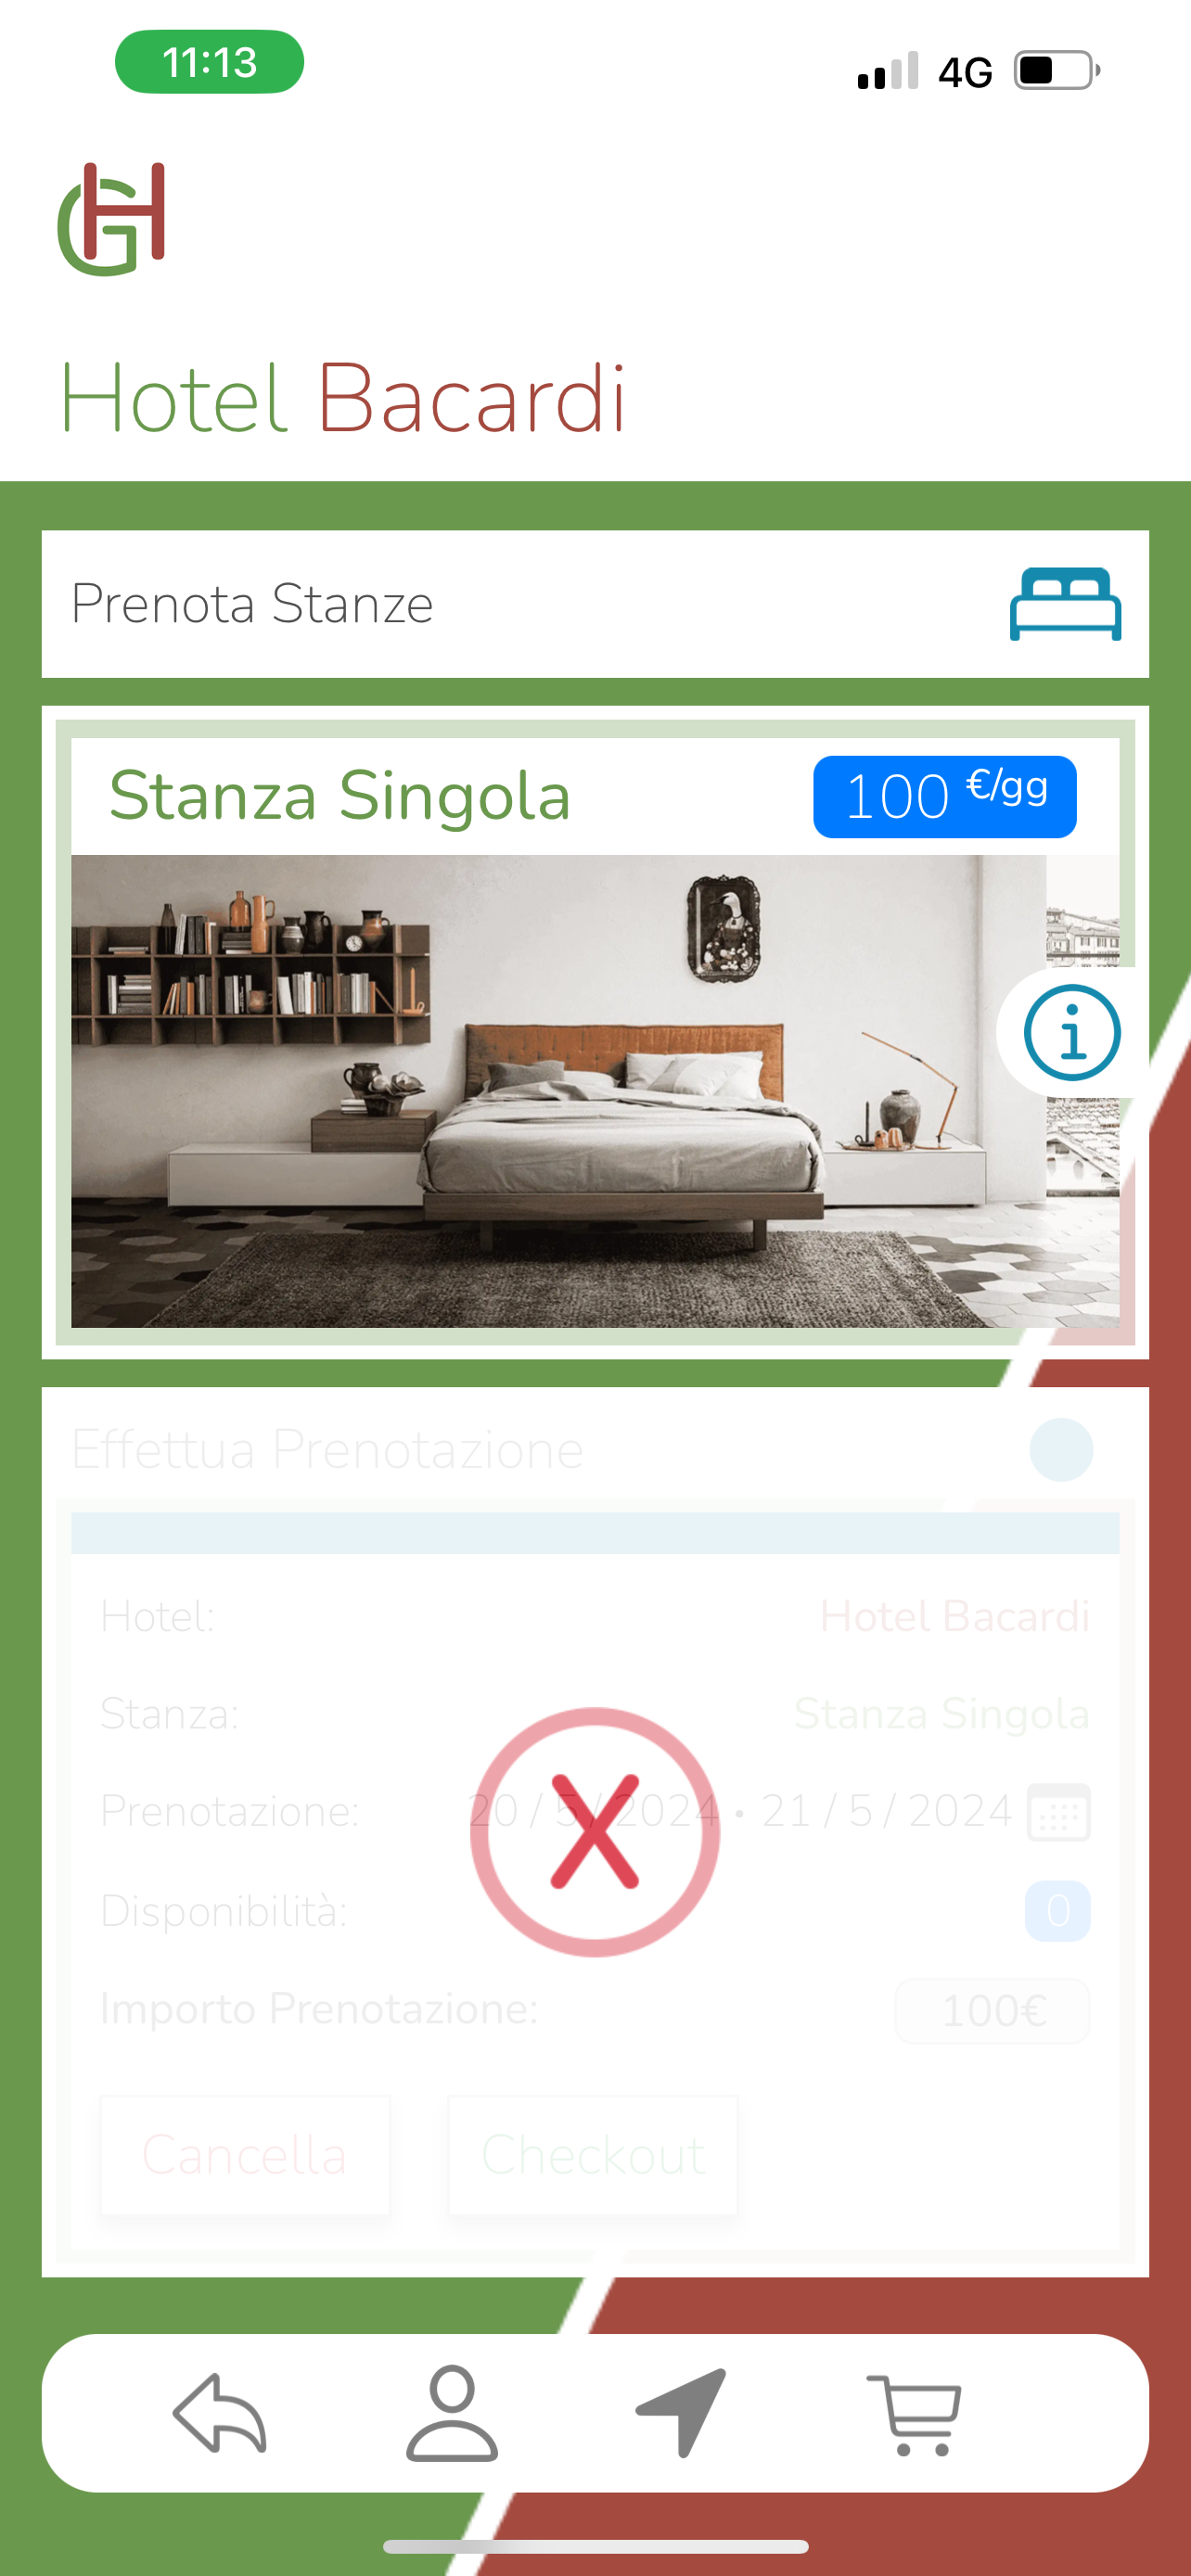 11:13
4G
GH
Hotel Bacardi
Prenota Stanze
Stanza Singola 100 €/gg
Effettua Prenotazione
Hotel: Hotel Bacardi
Stanza: Stanza Singola
Prenotazione: 20 / 5 / 2024 • 21 / 5 / 2024
Disponibilità: 0
Importo Prenotazione: 100€
Cancella Checkout